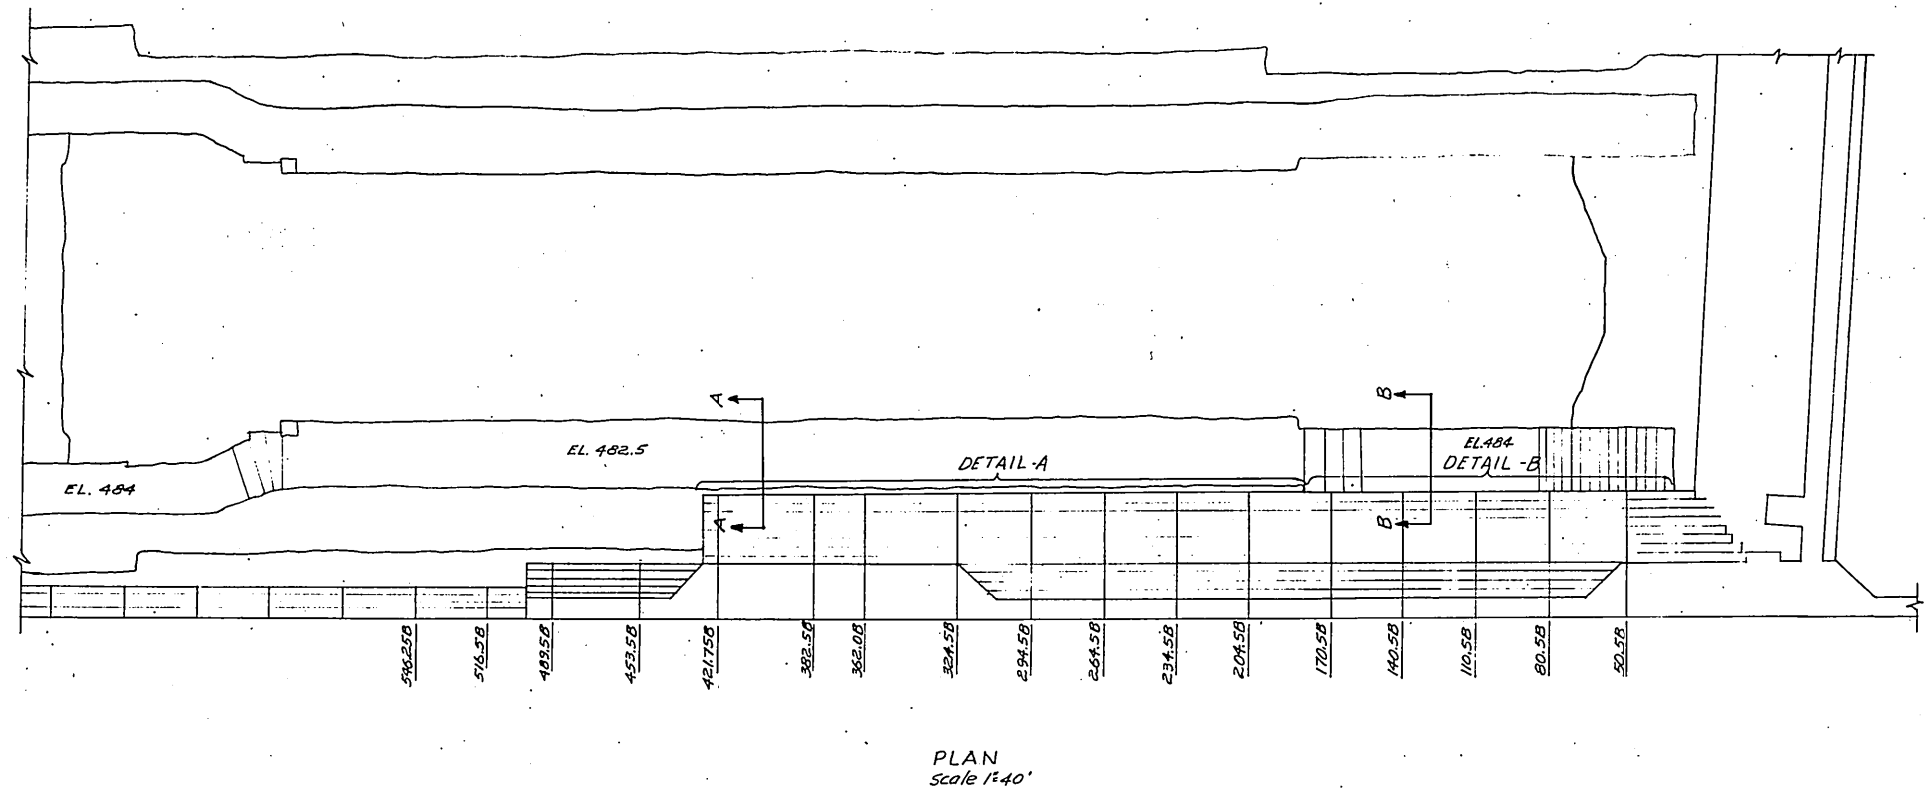 A
B
EL. 482.5
EL.484
DETAIL-A
DETAIL-B
EL. 484
A
B
546.25B
516.5B
489.5B
453.5B
421.75B
382.5B
362.0B
324.5B
294.5B
264.5B
234.5B
204.5B
170.5B
140.5B
110.5B
80.5B
50.5B
PLAN
Scale 1"=40'